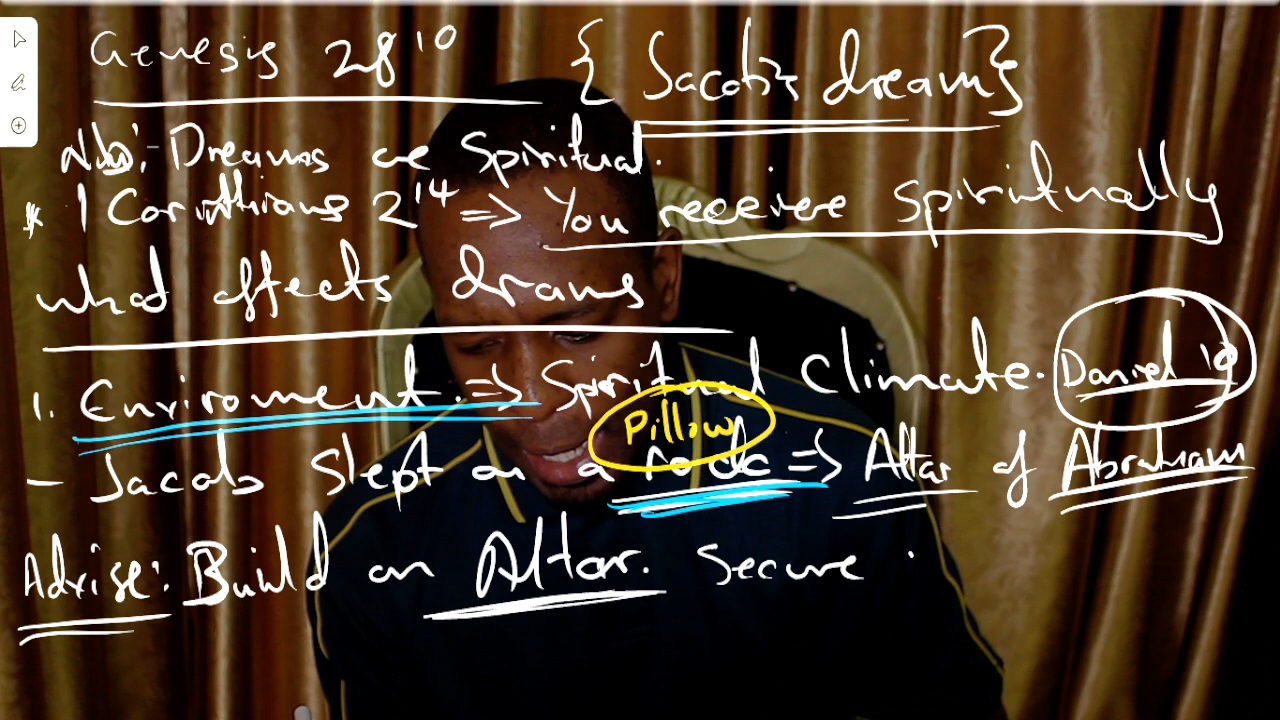 Genesis 28¹⁰ { Jacob's dream }
Nb:- Dreams are Spiritual.
* 1 Corinthians 2¹⁴ => You receive spiritually
what affects drams
1. Enviroment. => Spiritual Climate. Daniel 10
Pillow
- Jacob Slept on a rock => Altar of Abraham
Advise: Build an Altar. Secure